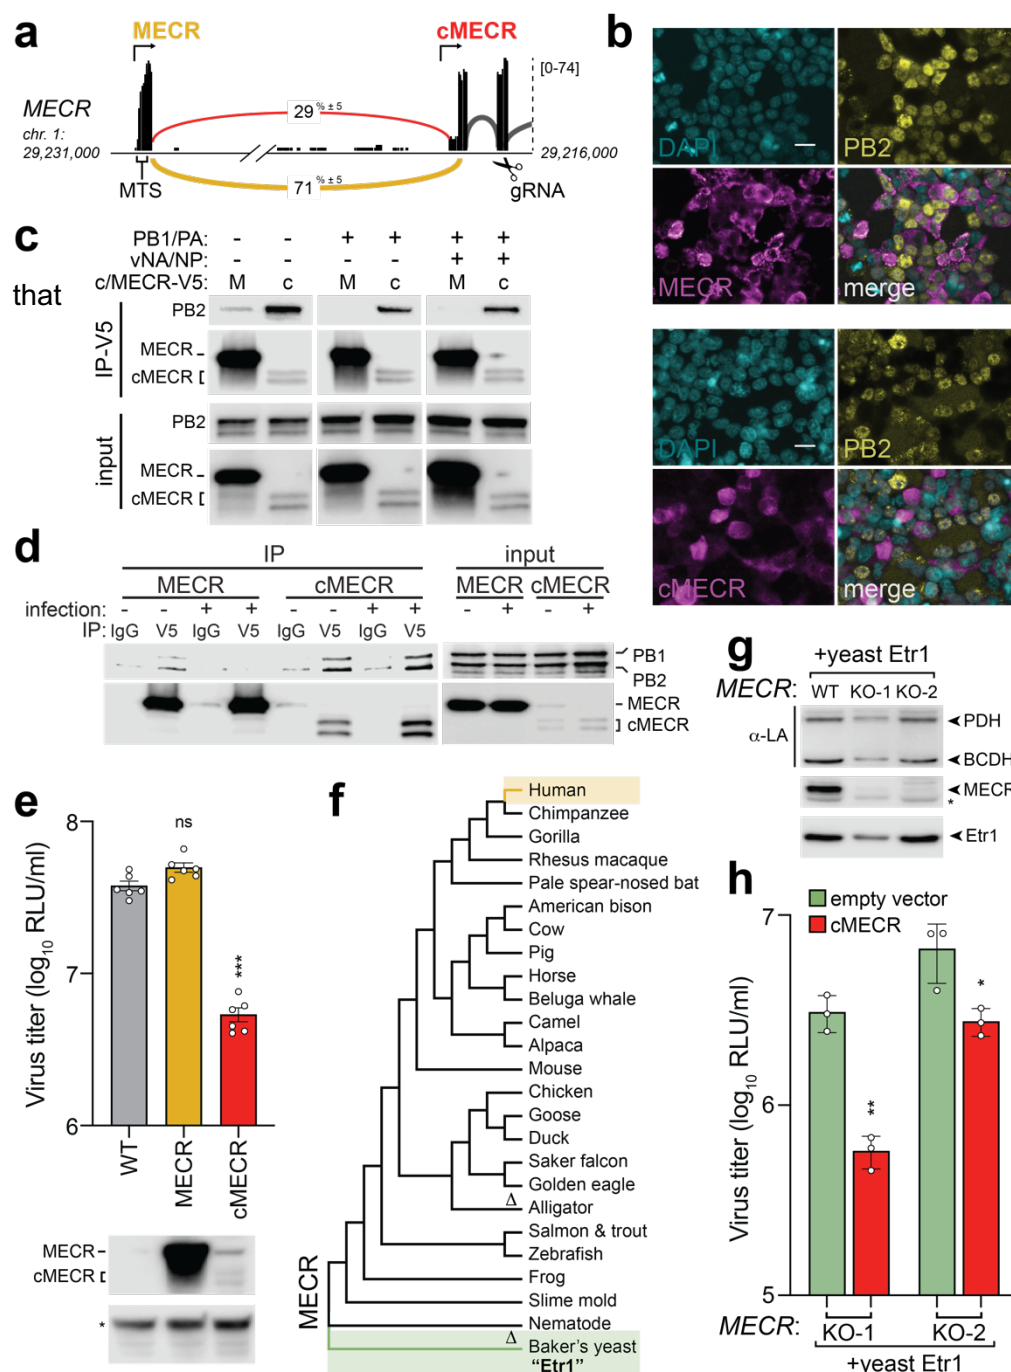 a
MECR
cMECR
[0-74]
MECR
chr. 1:
29,231,000
29 % ± 5
71 % ± 5
29,216,000
MTS
gRNA
b
DAPI
PB2
MECR
merge
DAPI
PB2
cMECR
merge
that
c
PB1/PA: - - + + + +
vNA/NP: + +
c/MECR-V5: M c M c M c
IP-V5
PB2
MECR
cMECR
input
PB2
MECR
cMECR
d
IP
input
MECR
cMECR
MECR
cMECR
infection: - - + + - - + + - + - +
IP: IgG V5 IgG V5 IgG V5 IgG V5
PB1
PB2
MECR
cMECR
e
Virus titer (log10 RLU/ml)
8
7
6
ns
***
WT
MECR
cMECR
MECR
cMECR
*
f
MECR
Human
Chimpanzee
Gorilla
Rhesus macaque
Pale spear-nosed bat
American bison
Cow
Pig
Horse
Beluga whale
Camel
Alpaca
Mouse
Chicken
Goose
Duck
Saker falcon
Golden eagle
Δ Alligator
Salmon & trout
Zebrafish
Frog
Slime mold
Nematode
Δ Baker's yeast
"Etr1"
g
+yeast Etr1
MECR: WT KO-1 KO-2
α-LA
PDH
BCDH
MECR
*
Etr1
h
empty vector
cMECR
Virus titer (log10 RLU/ml)
7
6
5
**
*
MECR: KO-1 KO-2
+yeast Etr1